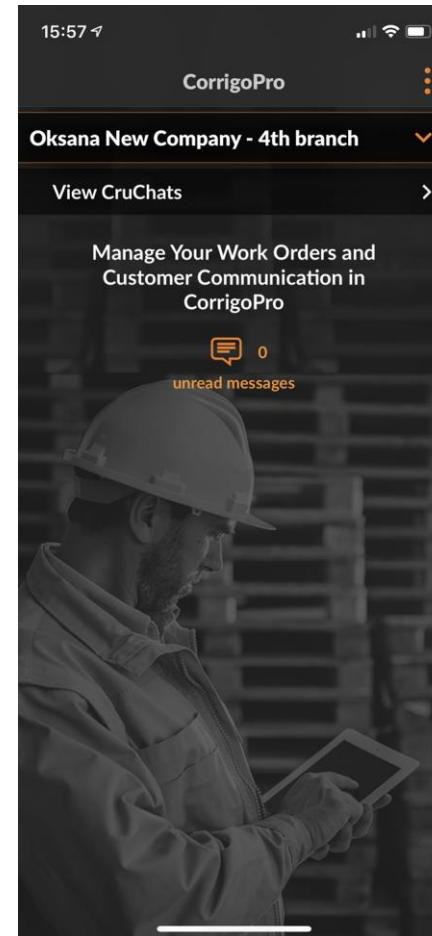 15:57
CorrigoPro
Oksana New Company - 4th branch
View CruChats
Manage Your Work Orders and
Customer Communication in
CorrigoPro
0
unread messages